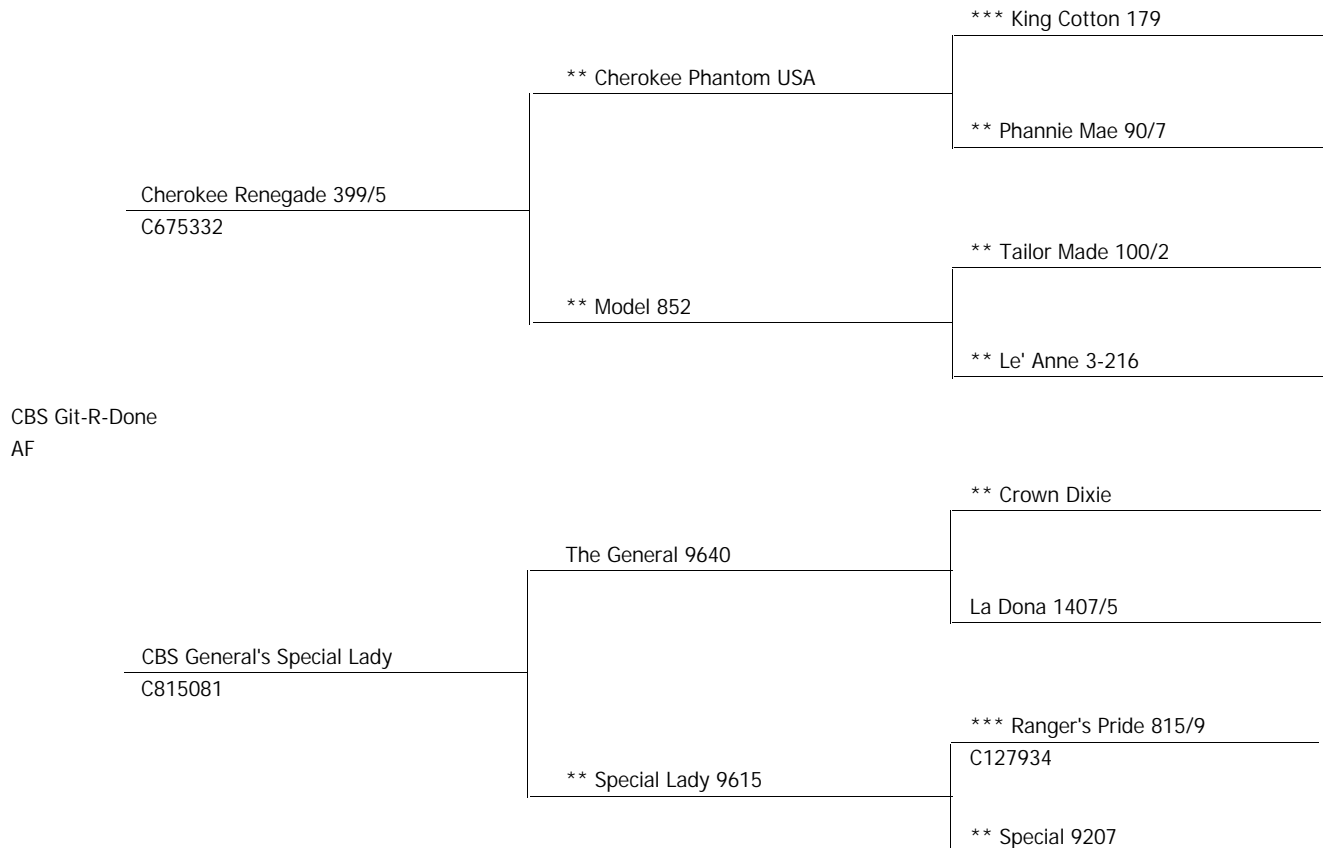 *** King Cotton 179
** Cherokee Phantom USA
** Phannie Mae 90/7
Cherokee Renegade 399/5
C675332
** Tailor Made 100/2
** Model 852
** Le' Anne 3-216
CBS Git-R-Done
AF
** Crown Dixie
The General 9640
La Dona 1407/5
CBS General's Special Lady
C815081
*** Ranger's Pride 815/9
C127934
** Special Lady 9615
** Special 9207